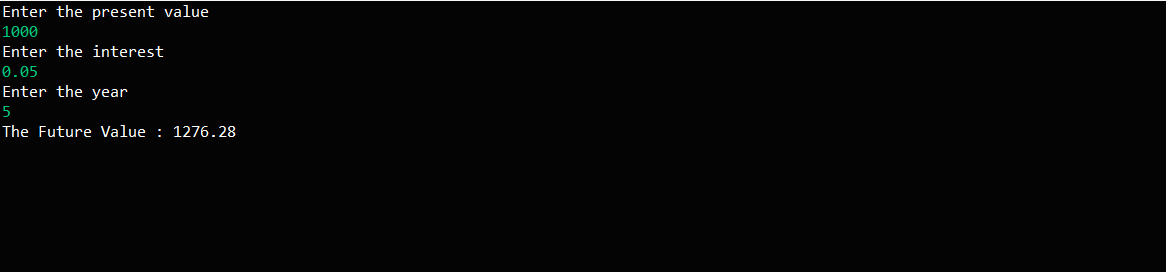 Enter the present value
1000
Enter the interest
0.05
Enter the year
5
The Future Value : 1276.28